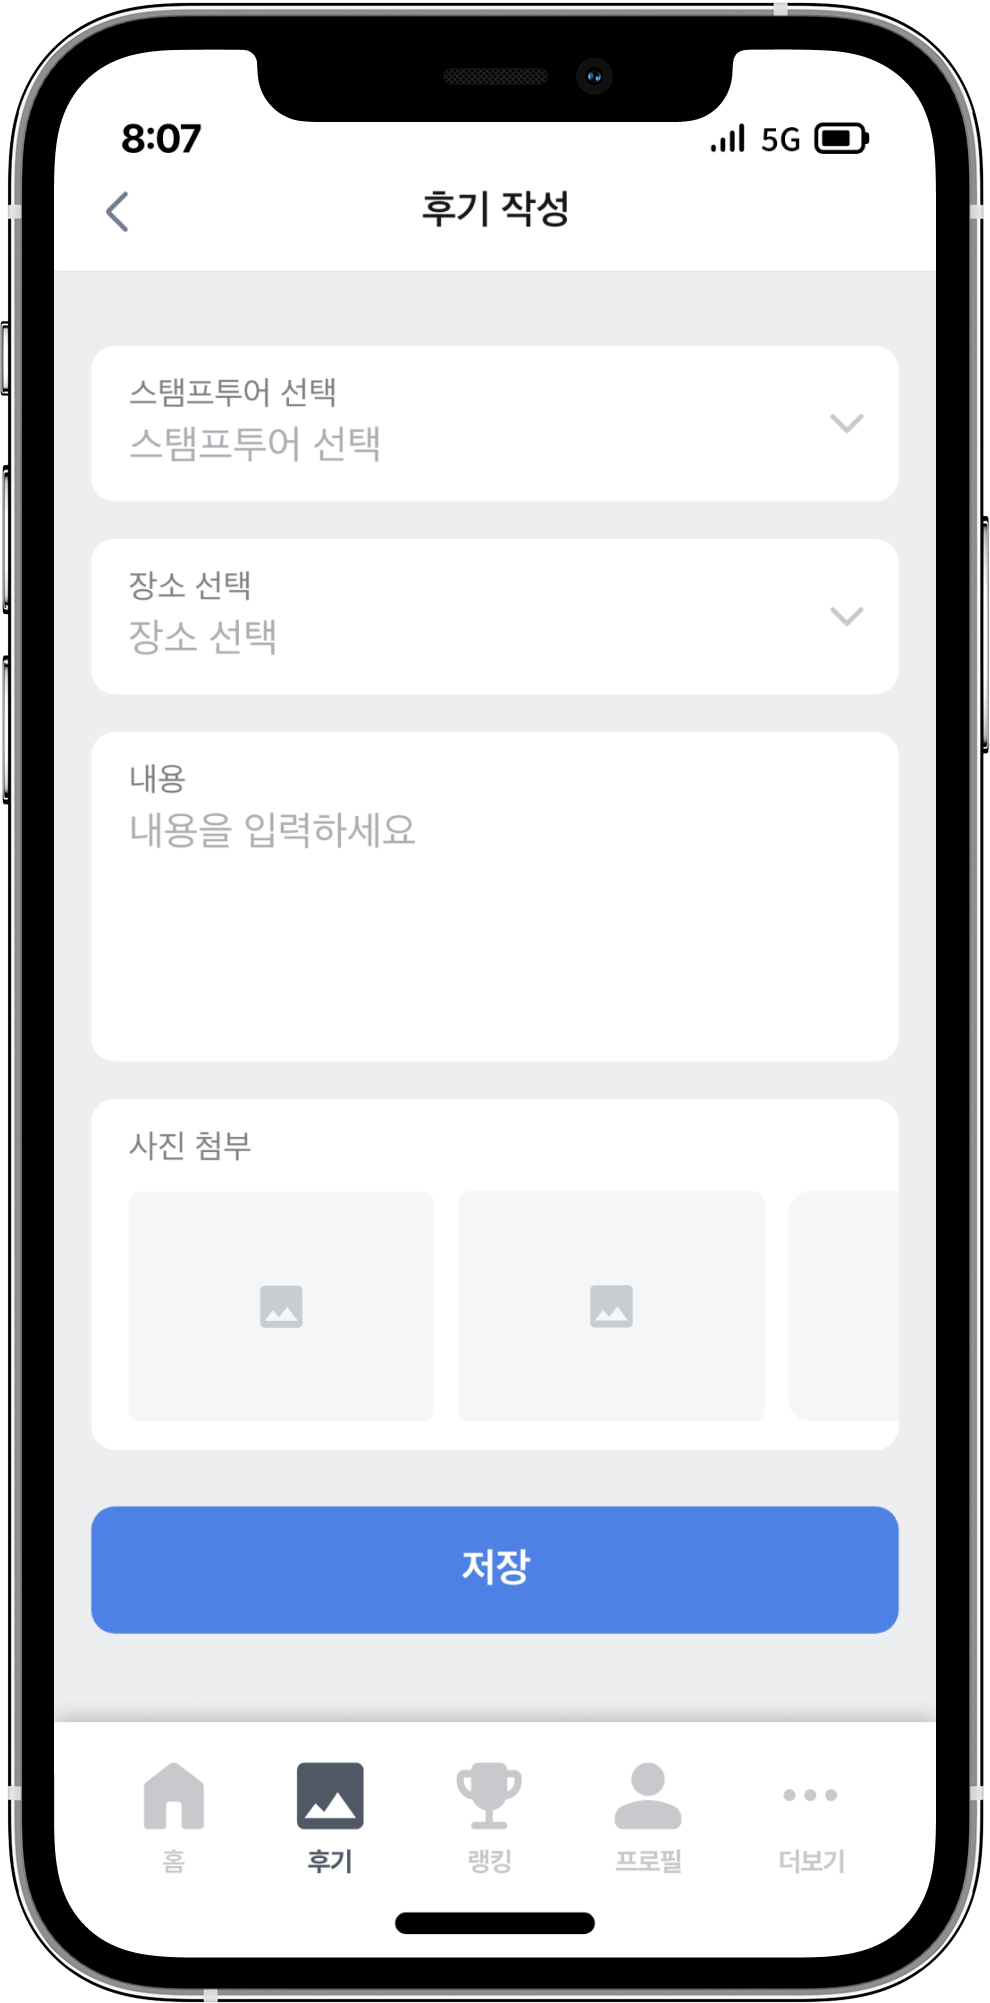 8:07
5G
후기 작성
스탬프투어 선택
스탬프투어 선택
장소 선택
장소 선택
내용
내용을 입력하세요
사진 첨부
저장
홈
후기
랭킹
프로필
더보기